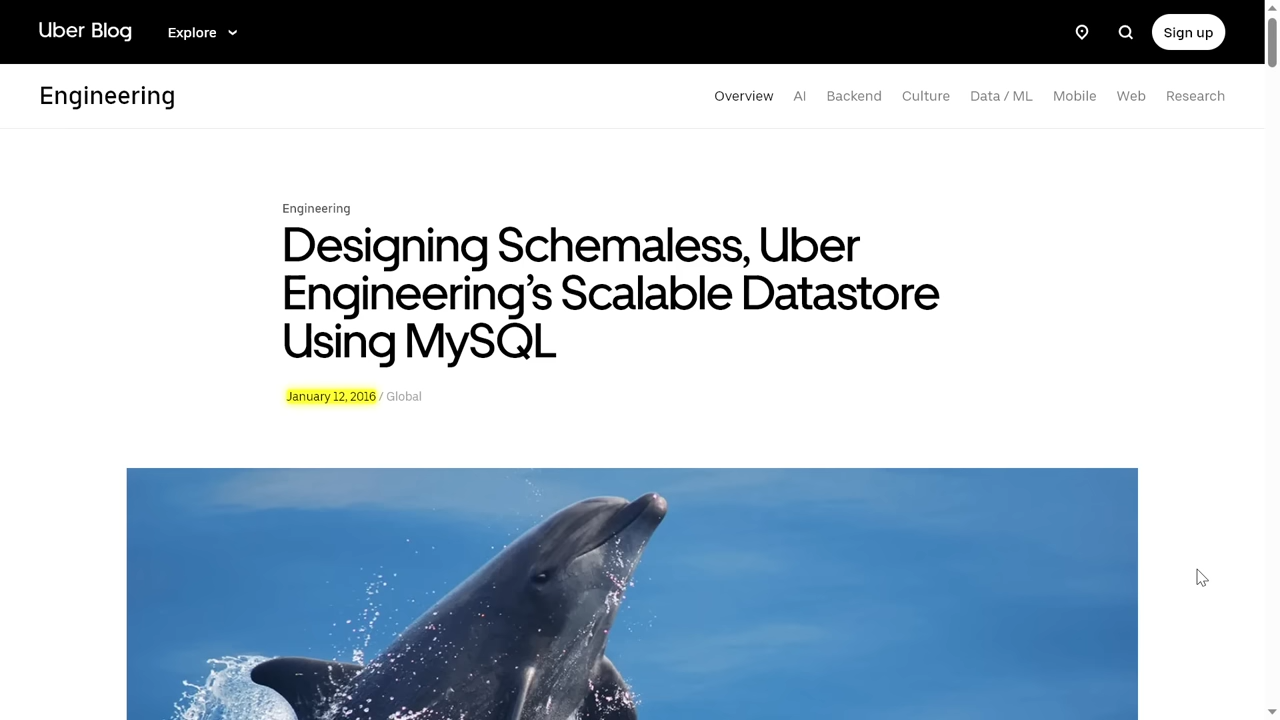 Uber Blog
Explore
Sign up
Engineering
Overview
AI
Backend
Culture
Data / ML
Mobile
Web
Research
Engineering
Designing Schemaless, Uber
Engineering’s Scalable Datastore
Using MySQL
January 12, 2016 / Global